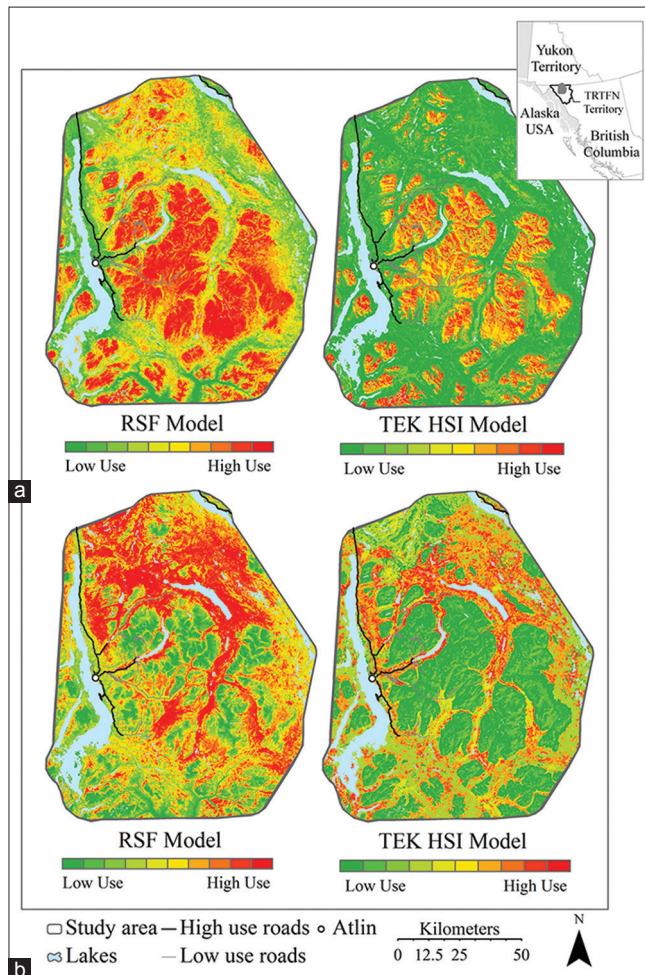 a
Yukon
Territory
TRTFN
Territory
Alaska
USA
British
Columbia
RSF Model
TEK HSI Model
Low Use High Use
Low Use High Use
b
RSF Model
TEK HSI Model
Low Use High Use
Low Use High Use
Study area High use roads Atlin
Lakes Low use roads
Kilometers
0 12.5 25 50
N